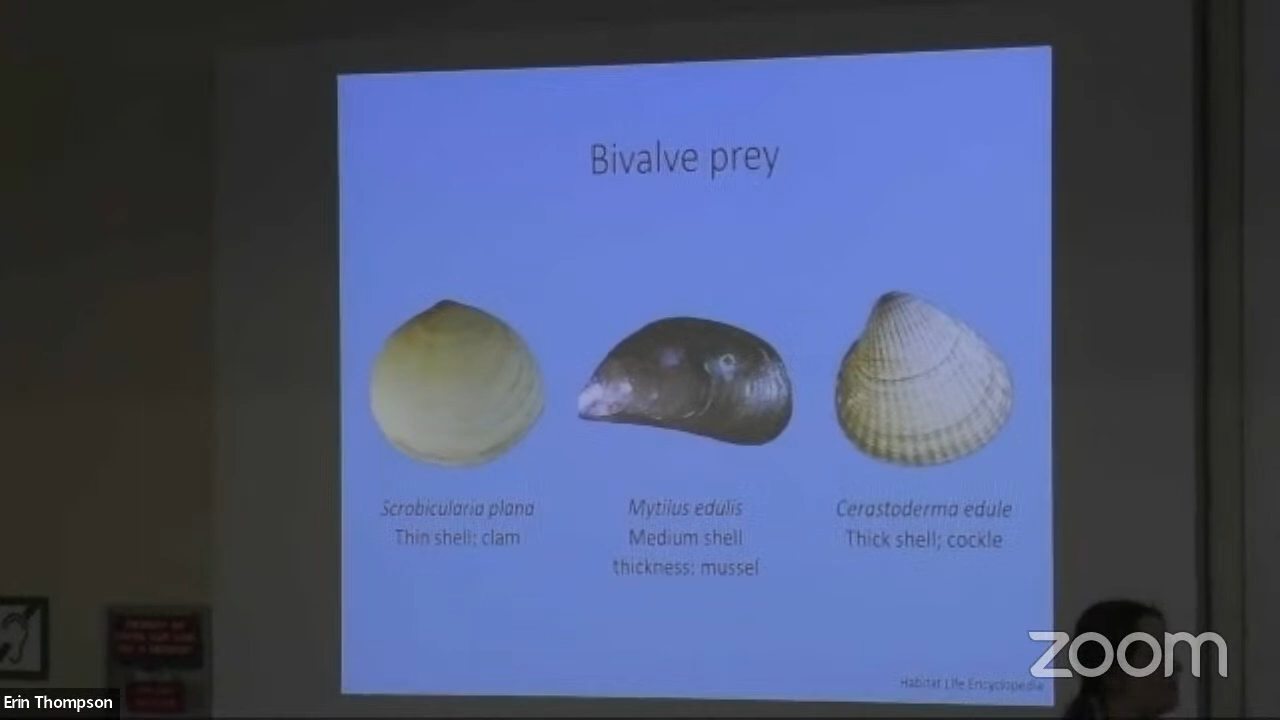 Bivalve prey
Scrobicularia plana
Thin shell: clam
Mytilus edulis
Medium shell
thickness: mussel
Cerastoderma edule
Thick shell; cockle
Habitat Life Encyclopedia
zoom
Erin Thompson